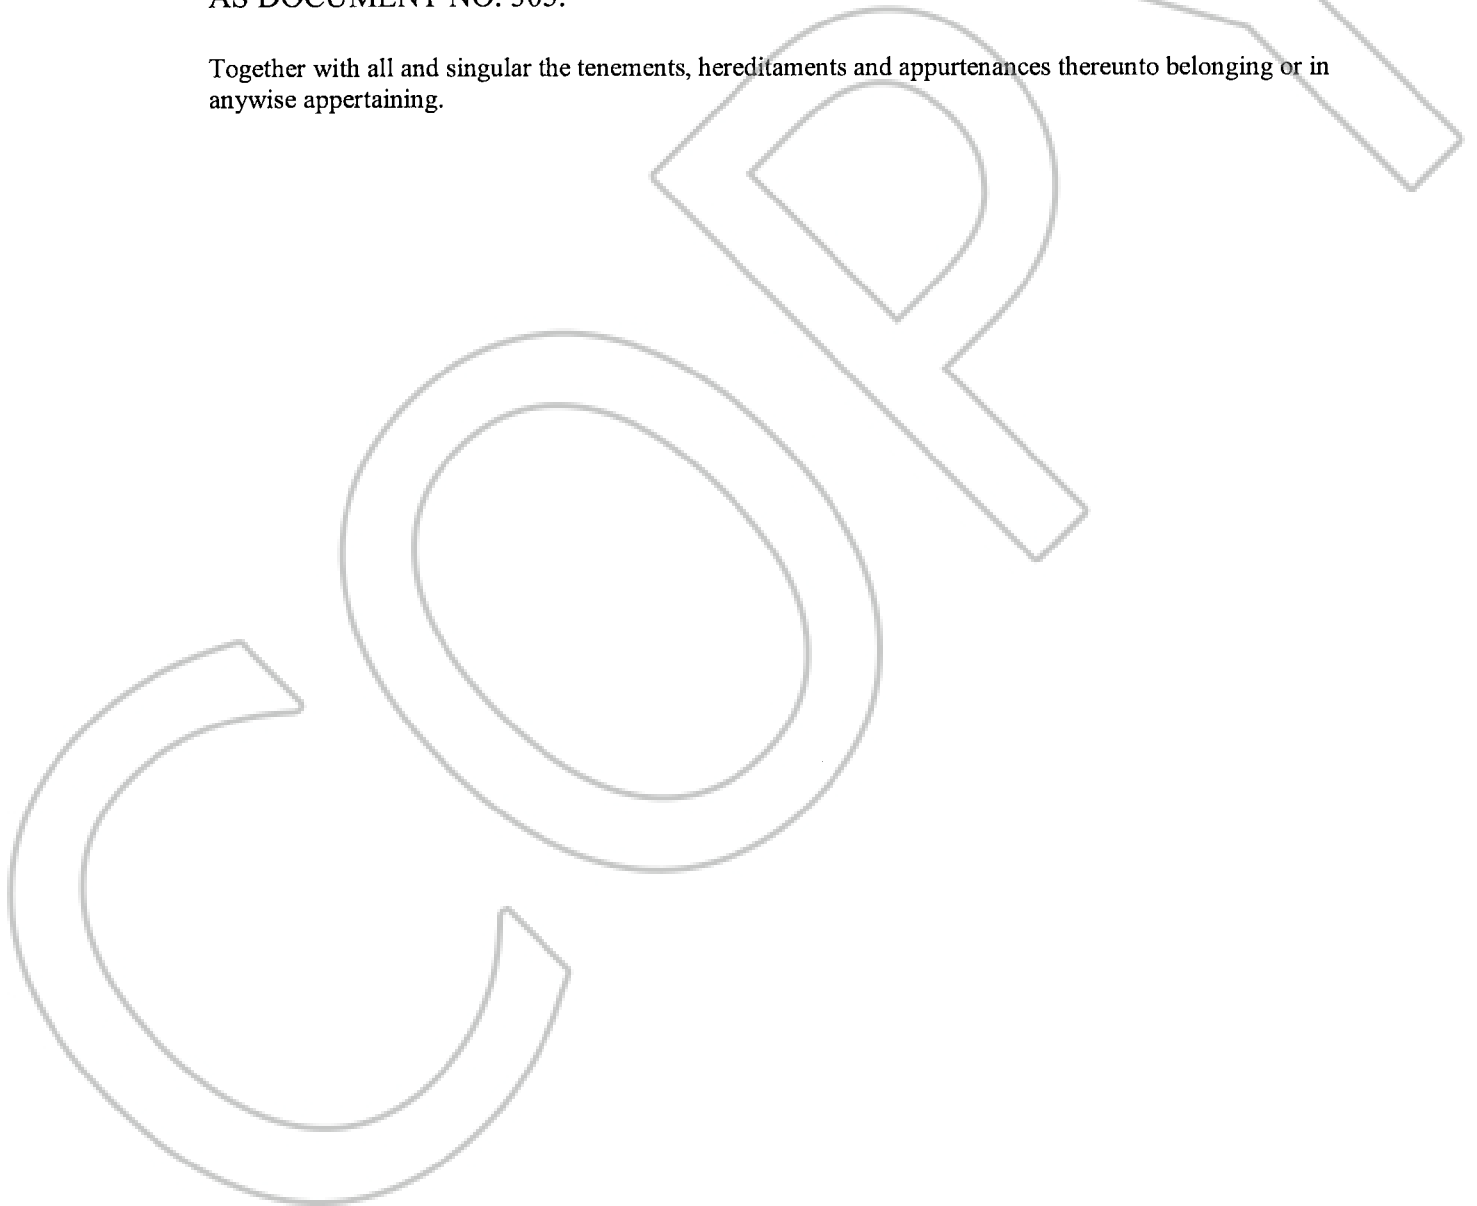 AS DOCUMENT NO.
Together with all and singular the tenements, hereditaments and appurtenances thereunto belonging or in
anywise appertaining.
COPY